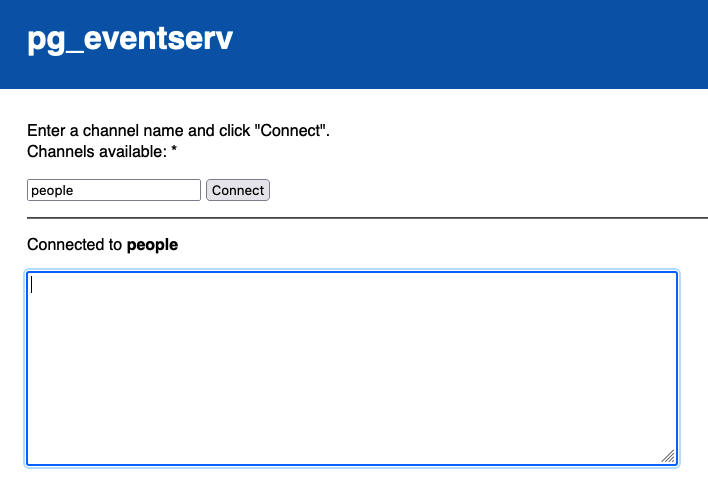 pg_eventserv
Enter a channel name and click "Connect".
Channels available: *
people Connect
Connected to people